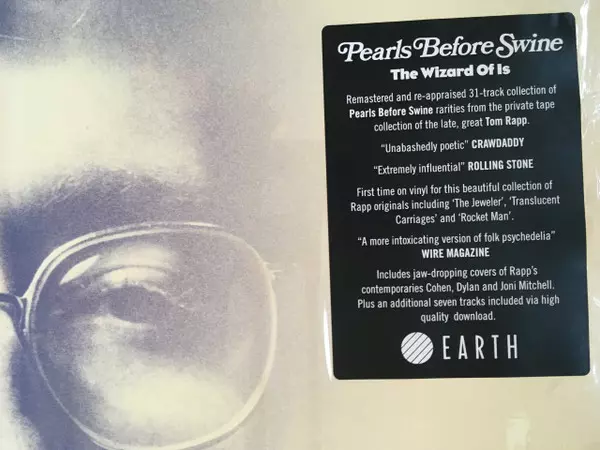 Pearls Before Swine
The Wizard Of Is
Remastered and re-appraised 31-track collection of
Pearls Before Swine rarities from the private tape
collection of the late, great Tom Rapp.
“Unabashedly poetic” CRAWDADDY
“Extremely influential” ROLLING STONE
First time on vinyl for this beautiful collection of
Rapp originals including ‘The Jeweler’, ‘Translucent
Carriages’ and ‘Rocket Man’.
“A more intoxicating version of folk psychedelia”
WIRE MAGAZINE
Includes jaw-dropping covers of Rapp’s
contemporaries Cohen, Dylan and Joni Mitchell.
Plus an additional seven tracks included via high
quality download.
EARTH